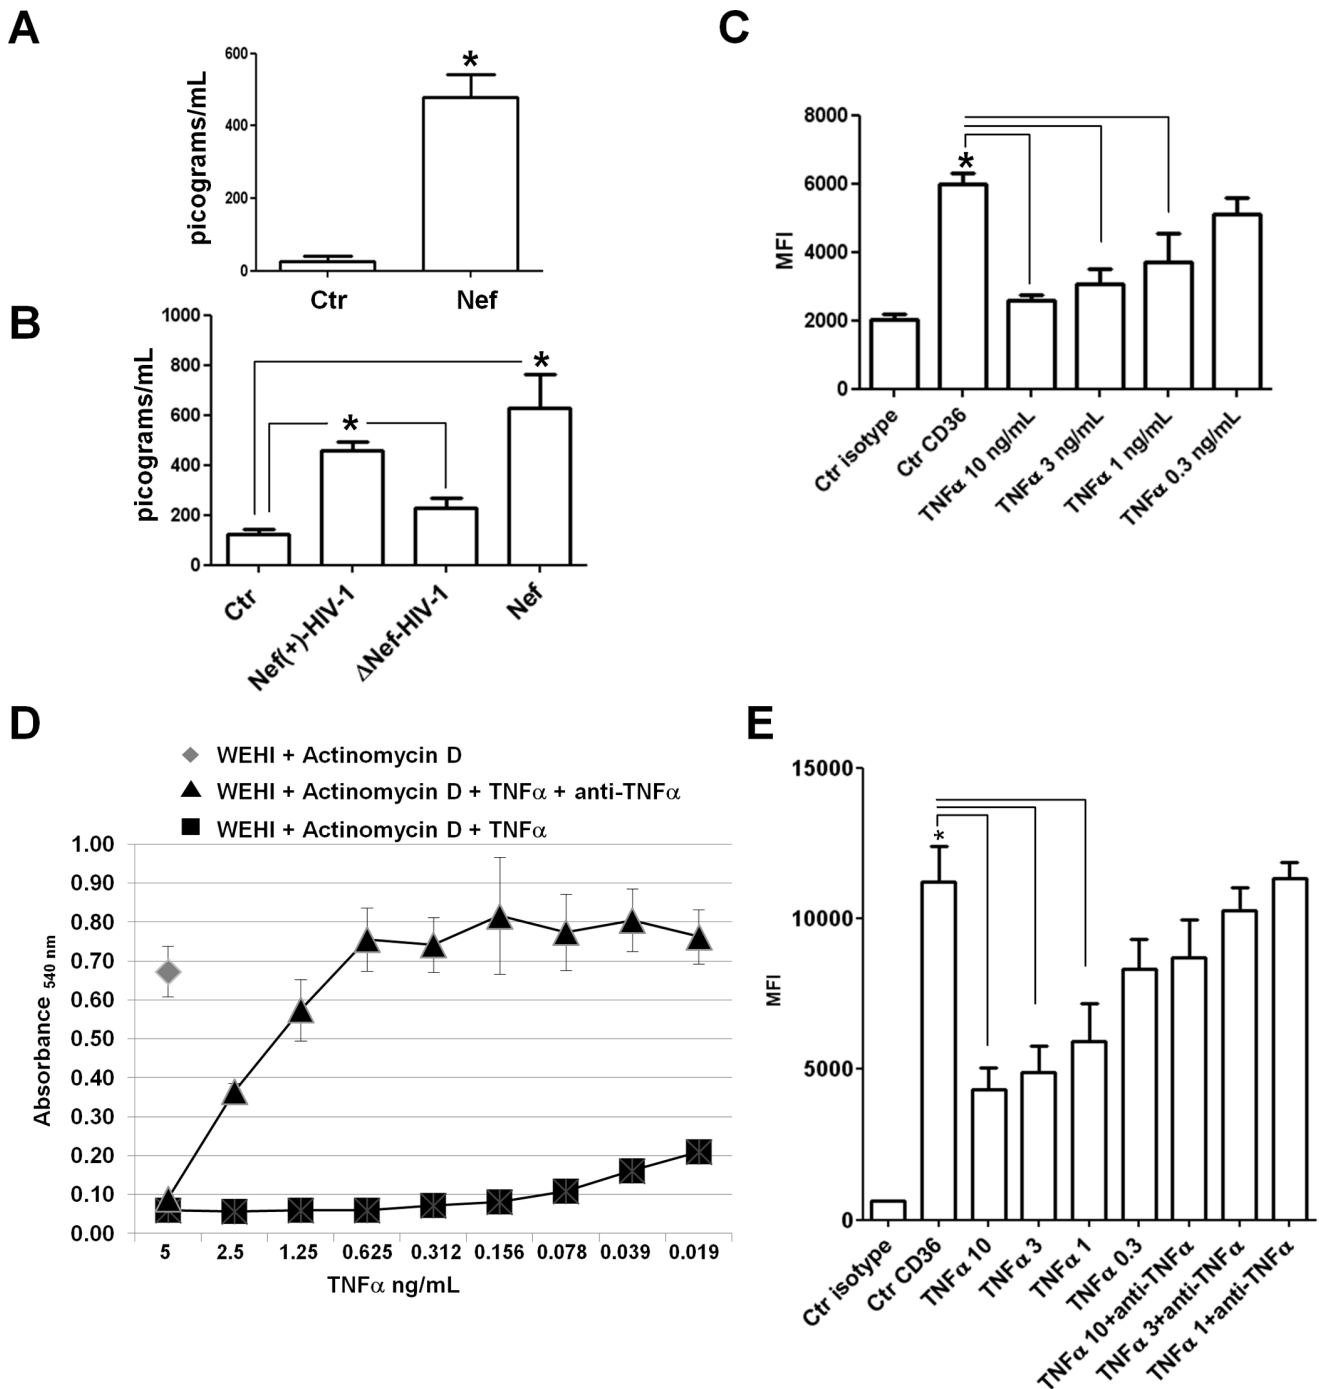 A
600
400
200
0
picograms/mL
*
Ctr
Nef
B
1000
800
600
400
200
0
picograms/mL
*
*
Ctr
Nef(+)-HIV-1
ΔNef-HIV-1
Nef
C
8000
6000
4000
2000
0
MFI
*
Ctr isotype
Ctr CD36
TNFα 10 ng/mL
TNFα 3 ng/mL
TNFα 1 ng/mL
TNFα 0.3 ng/mL
D
WEHI + Actinomycin D
WEHI + Actinomycin D + TNFα + anti-TNFα
WEHI + Actinomycin D + TNFα
1.00
0.90
0.80
0.70
0.60
0.50
0.40
0.30
0.20
0.10
0.00
Absorbance 540 nm
5 2.5 1.25 0.625 0.312 0.156 0.078 0.039 0.019
TNFα ng/mL
E
15000
10000
5000
0
MFI
*
Ctr isotype
Ctr CD36
TNFα 10
TNFα 3
TNFα 1
TNFα 0.3
TNFα 10+anti-TNFα
TNFα 3+anti-TNFα
TNFα 1+anti-TNFα